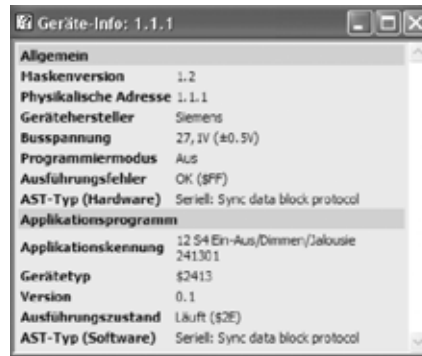 Geräte-Info: 1.1.1
Allgemein
Maskenversion 1.2
Physikalische Adresse 1.1.1
Gerätehersteller Siemens
Busspannung 27,1V (±0.5V)
Programmiermodus Aus
Ausführungsfehler OK ($FF)
AST-Typ (Hardware) Seriell: Sync data block protocol
Applikationsprogramm
Applikationskennung 12 S4 Ein-Aus/Dimmen/Jalousie
241301
Gerätetyp $2413
Version 0.1
Ausführungszustand Läuft ($2E)
AST-Typ (Software) Seriell: Sync data block protocol